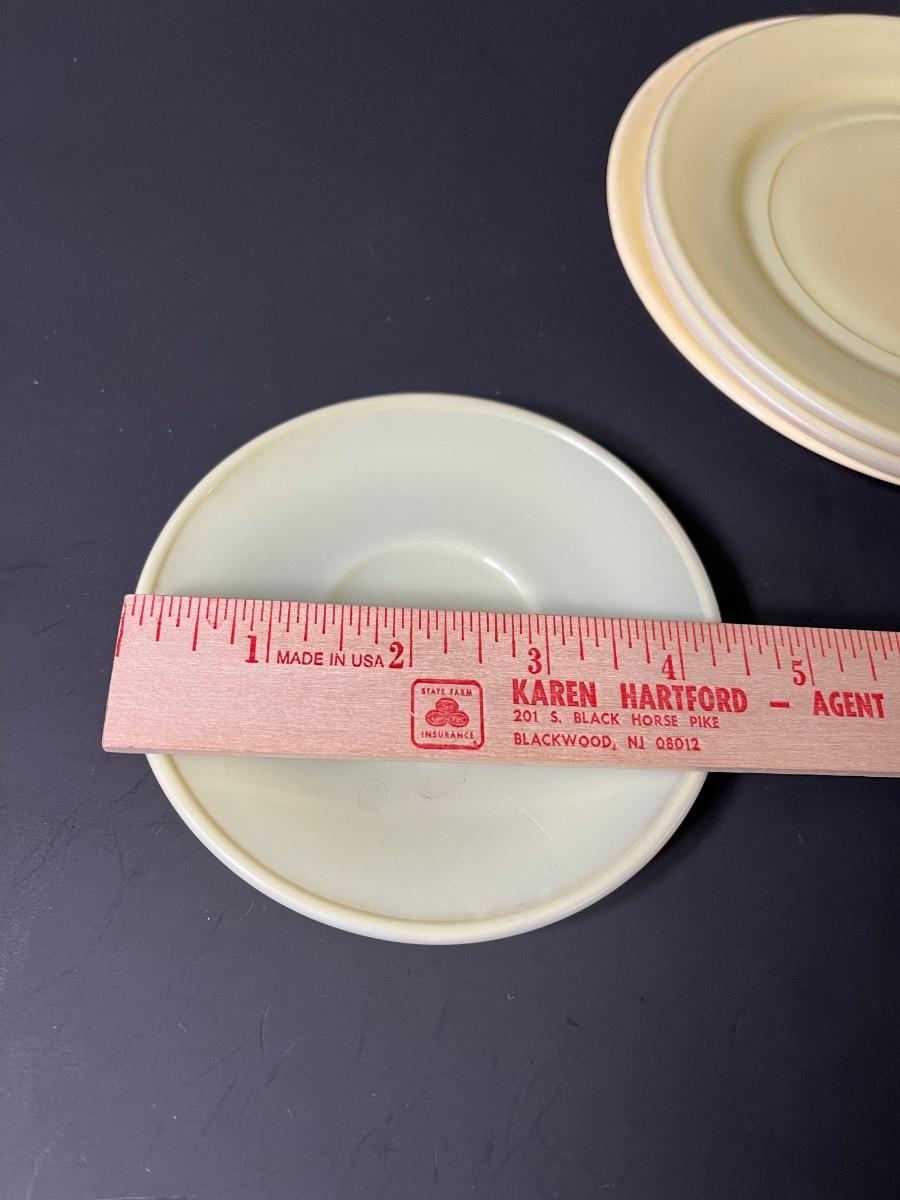 1 MADE IN USA 2 3 4 5
STATE FARM
INSURANCE
KAREN HARTFORD — AGENT
201 S. BLACK HORSE PIKE
BLACKWOOD, NJ 08012